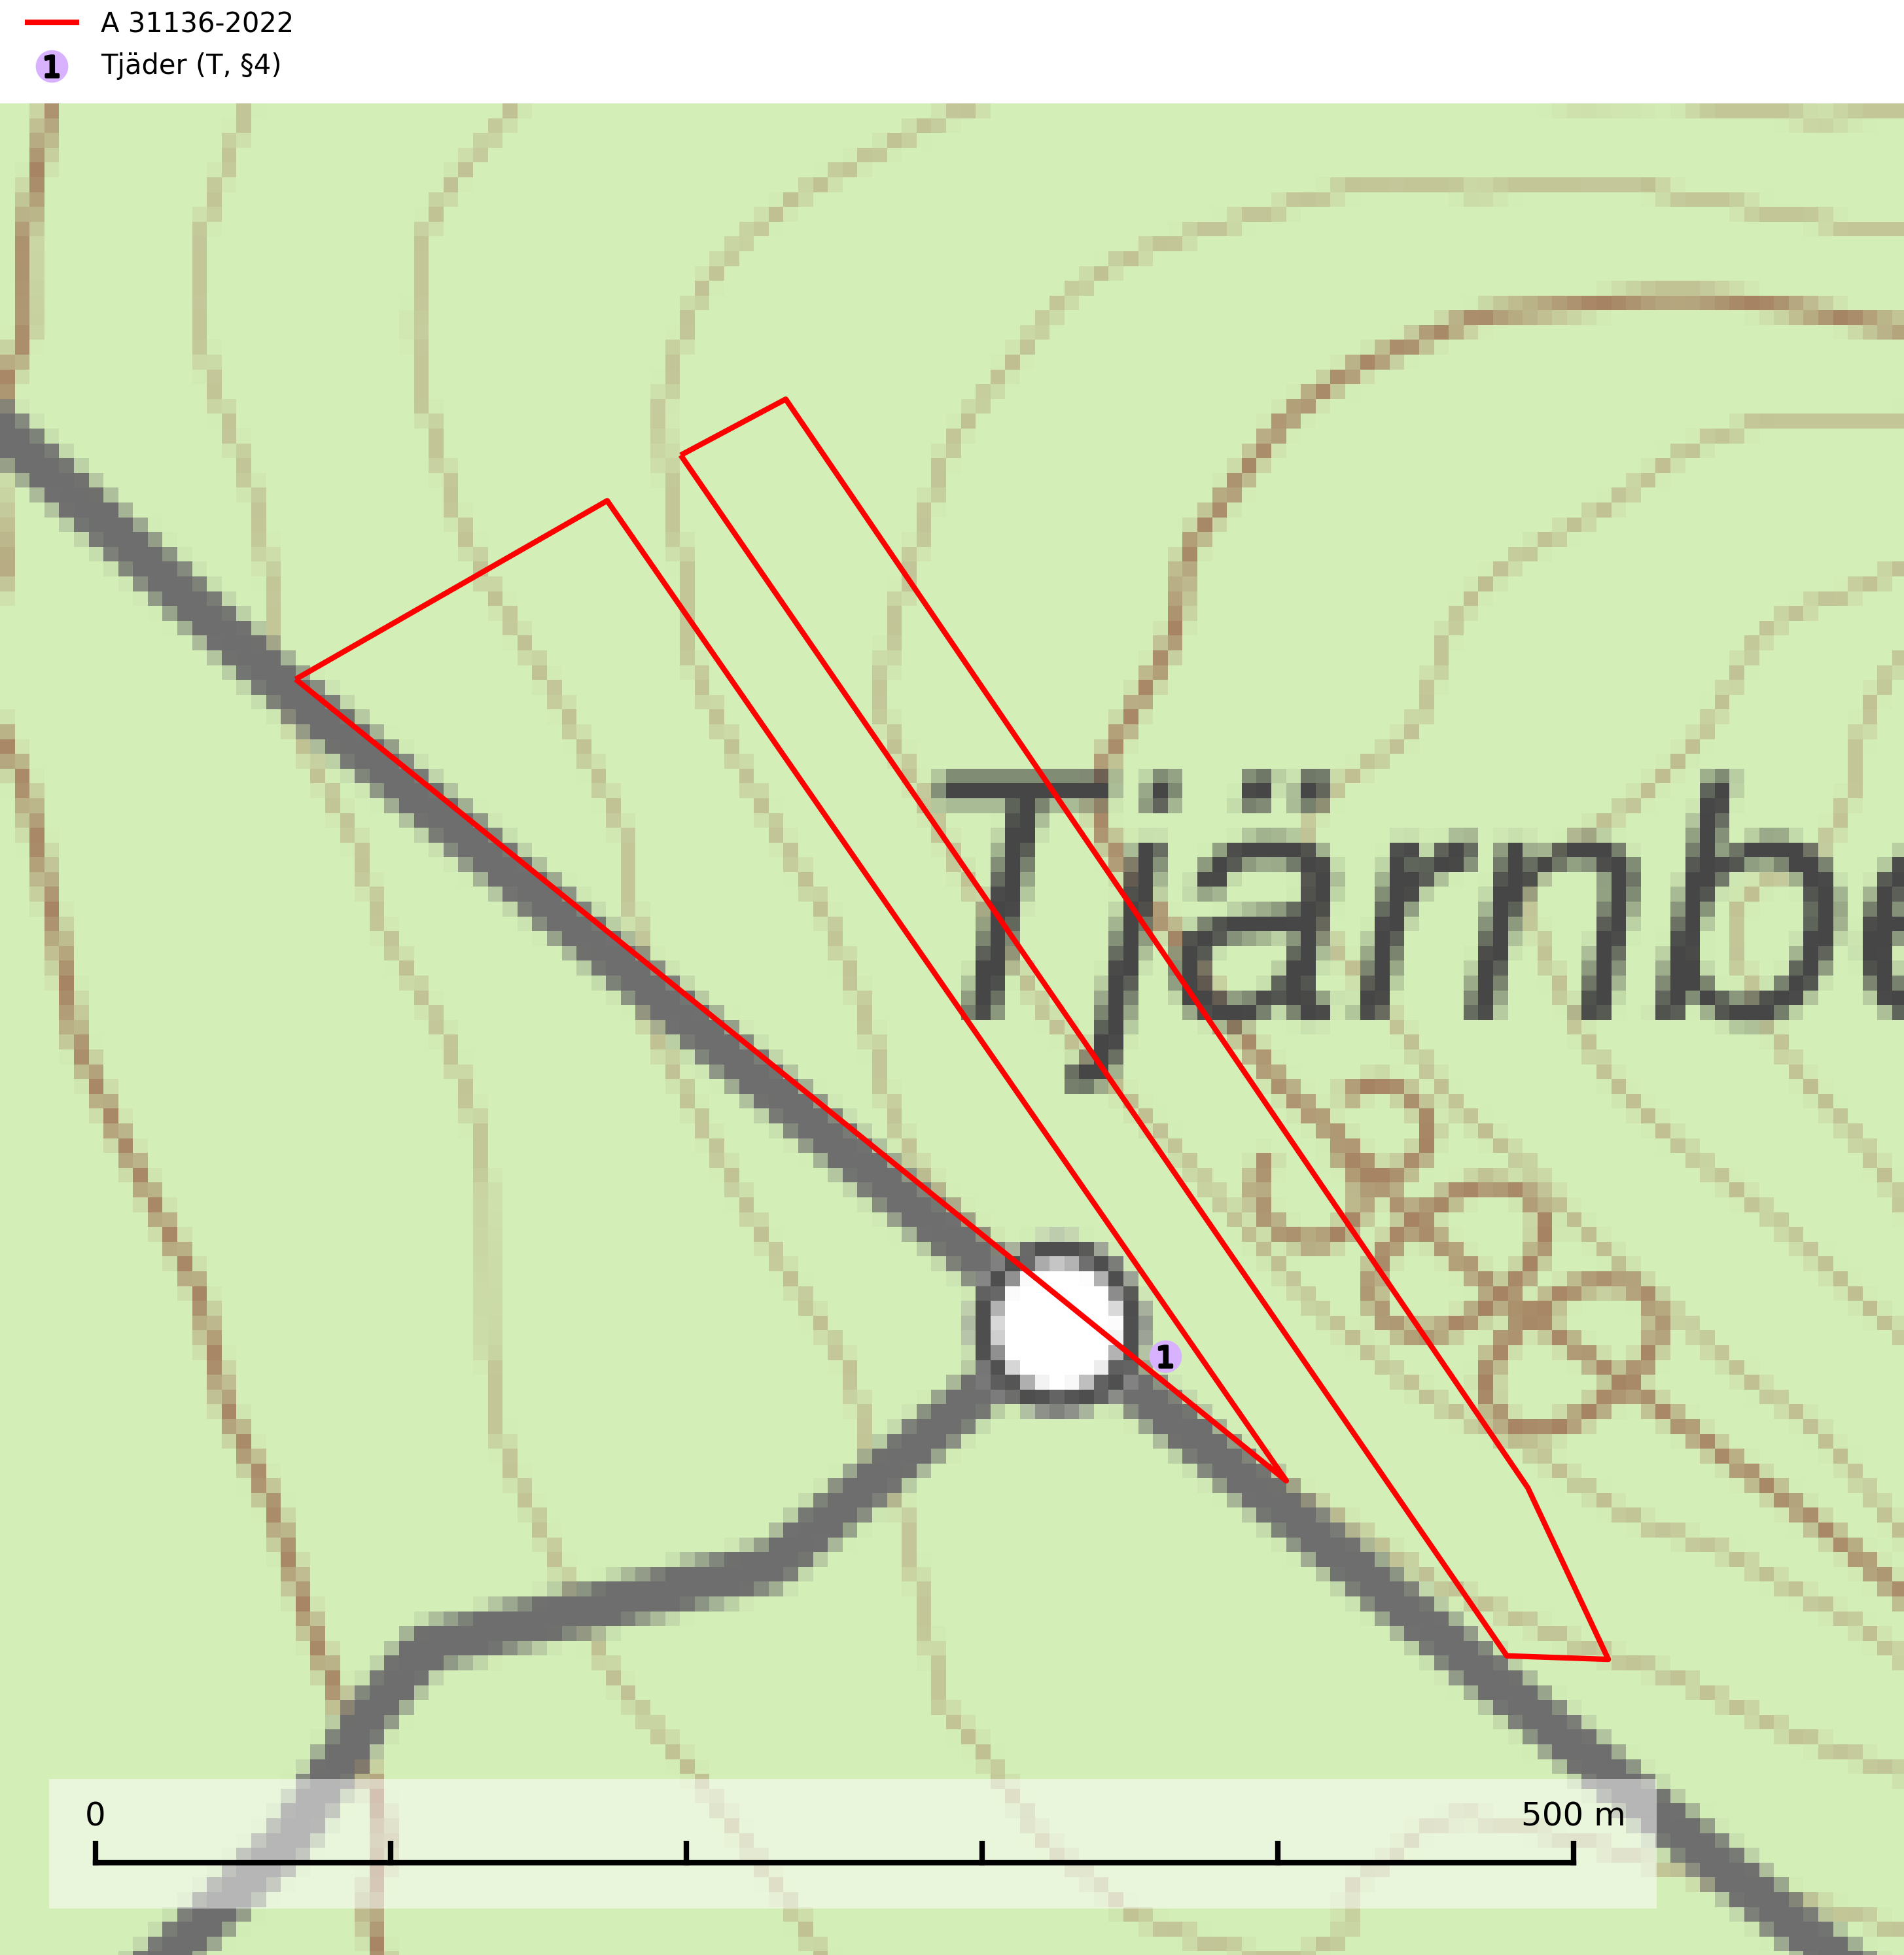 A 31136-2022
1 Tjäder (T, §4)
Tjärnbe
1
0 500 m